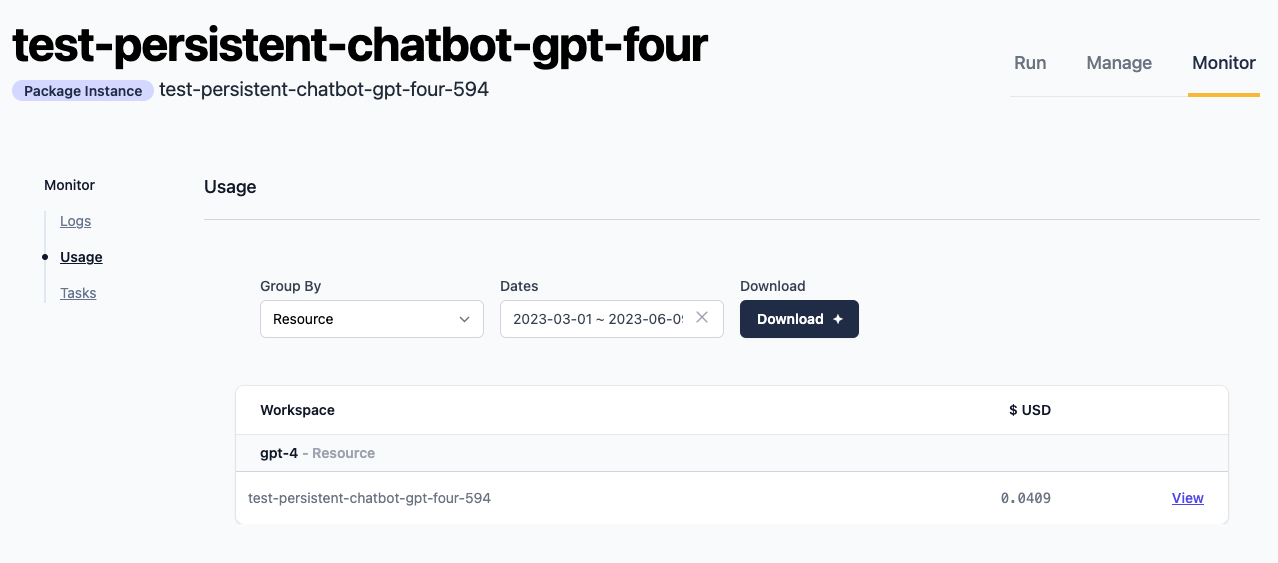 test-persistent-chatbot-gpt-four
Package Instance test-persistent-chatbot-gpt-four-594
Run Manage Monitor
Monitor
Logs
Usage
Tasks
Usage
Group By Dates Download
Resource 2023-03-01 ~ 2023-06-0 Download
Workspace $ USD
gpt-4 - Resource
test-persistent-chatbot-gpt-four-594 0.0409 View